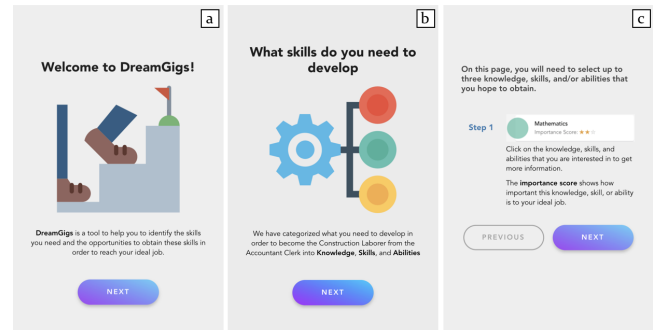 a
Welcome to DreamGigs!
DreamGigs is a tool to help you to identify the skills
you need and the opportunities to obtain these skills in
order to reach your ideal job.
NEXT
b
What skills do you need to
develop
We have categorized what you need to develop in
order to become the Construction Laborer from the
Accountant Clerk into Knowledge, Skills, and Abilities
NEXT
c
On this page, you will need to select up to
three knowledge, skills, and/or abilities that
you hope to obtain.
Step 1
Mathematics
Importance Score: ★★☆
Click on the knowledge, skills, and
abilities that you are interested in to get
more information.
The importance score shows how
important this knowledge, skill, or ability
is to your ideal job.
PREVIOUS
NEXT